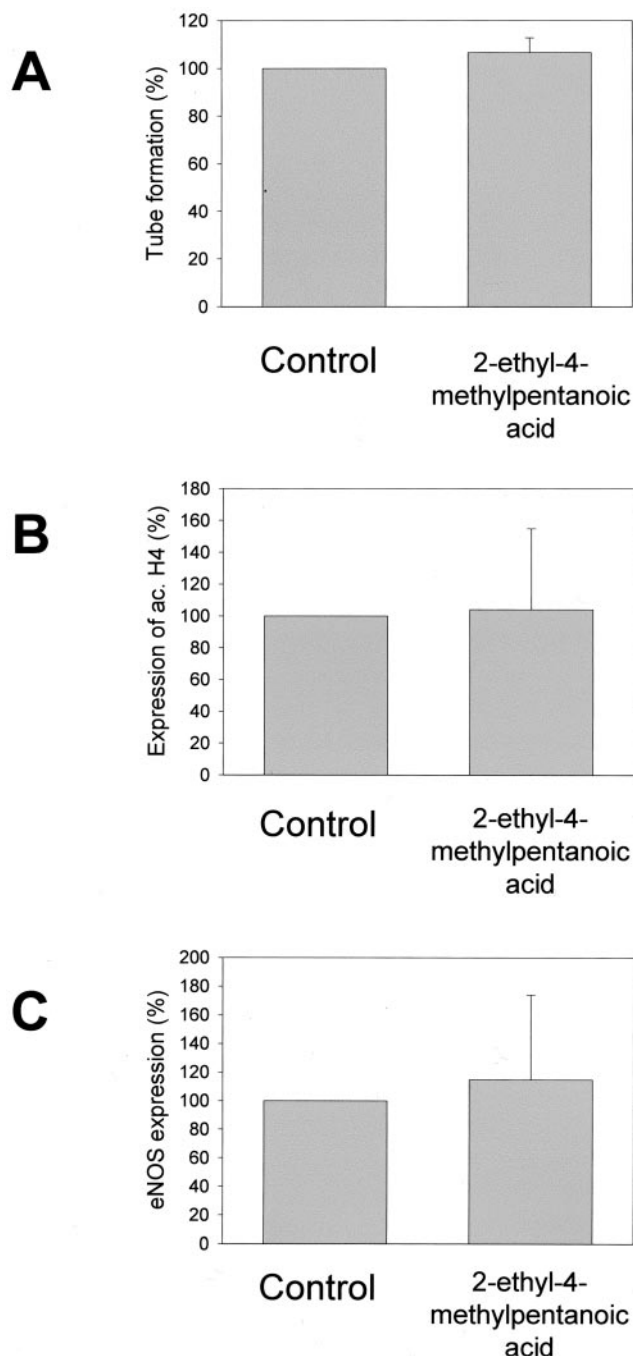 A
Tube formation (%)
120
100
80
60
40
20
0
Control
2-ethyl-4-
methylpentanoic
acid
B
Expression of ac. H4 (%)
180
160
140
120
100
80
60
40
20
0
Control
2-ethyl-4-
methylpentanoic
acid
C
eNOS expression (%)
200
180
160
140
120
100
80
60
40
20
0
Control
2-ethyl-4-
methylpentanoic
acid